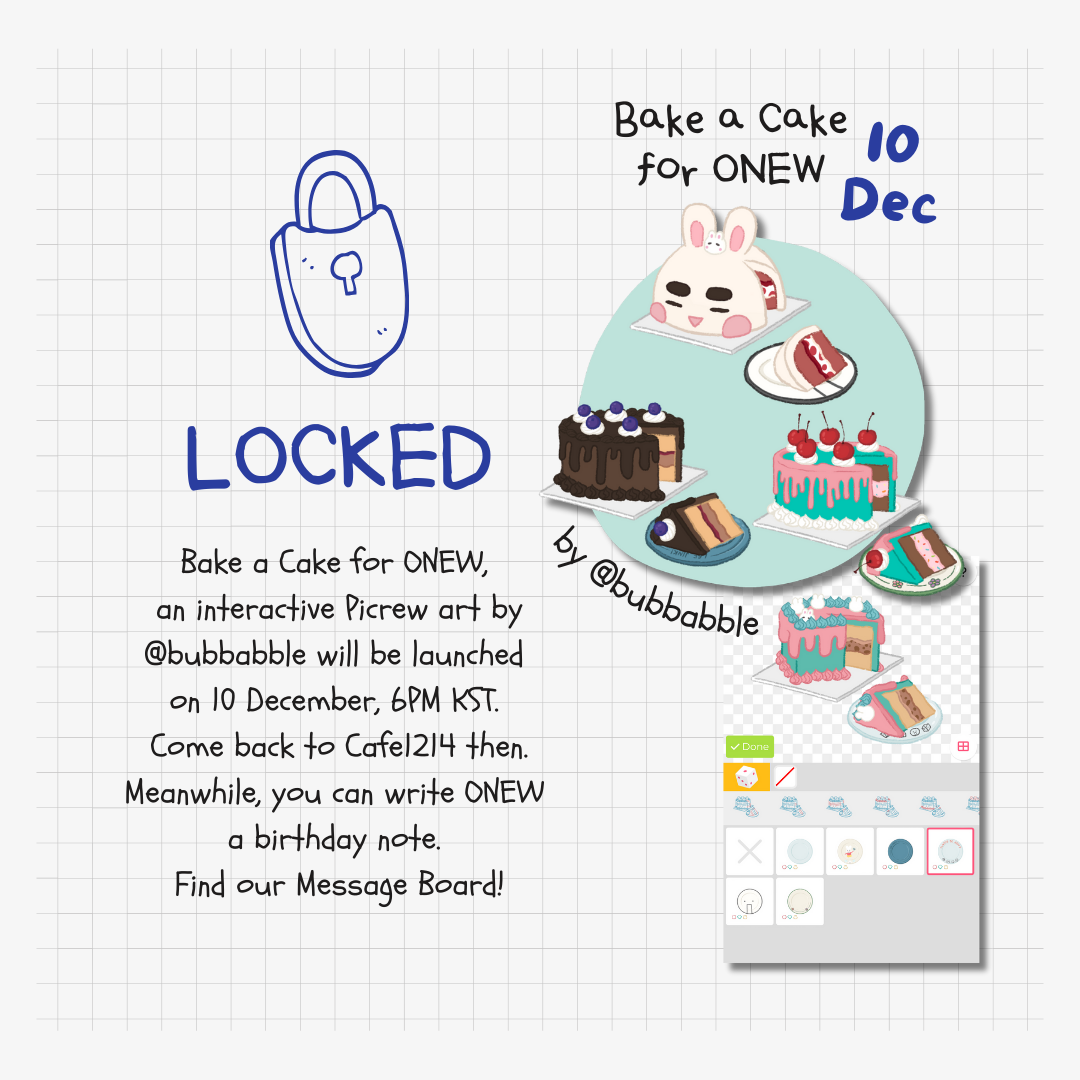 Bake a Cake
for ONEW
10
Dec
LOCKED
Bake a Cake for ONEW,
an interactive Picrew art by
@bubbabble will be launched
on 10 December, 6PM KST.
Come back to Cafe1214 then.
Meanwhile, you can write ONEW
a birthday note.
Find our Message Board!
by @bubbabble
Done